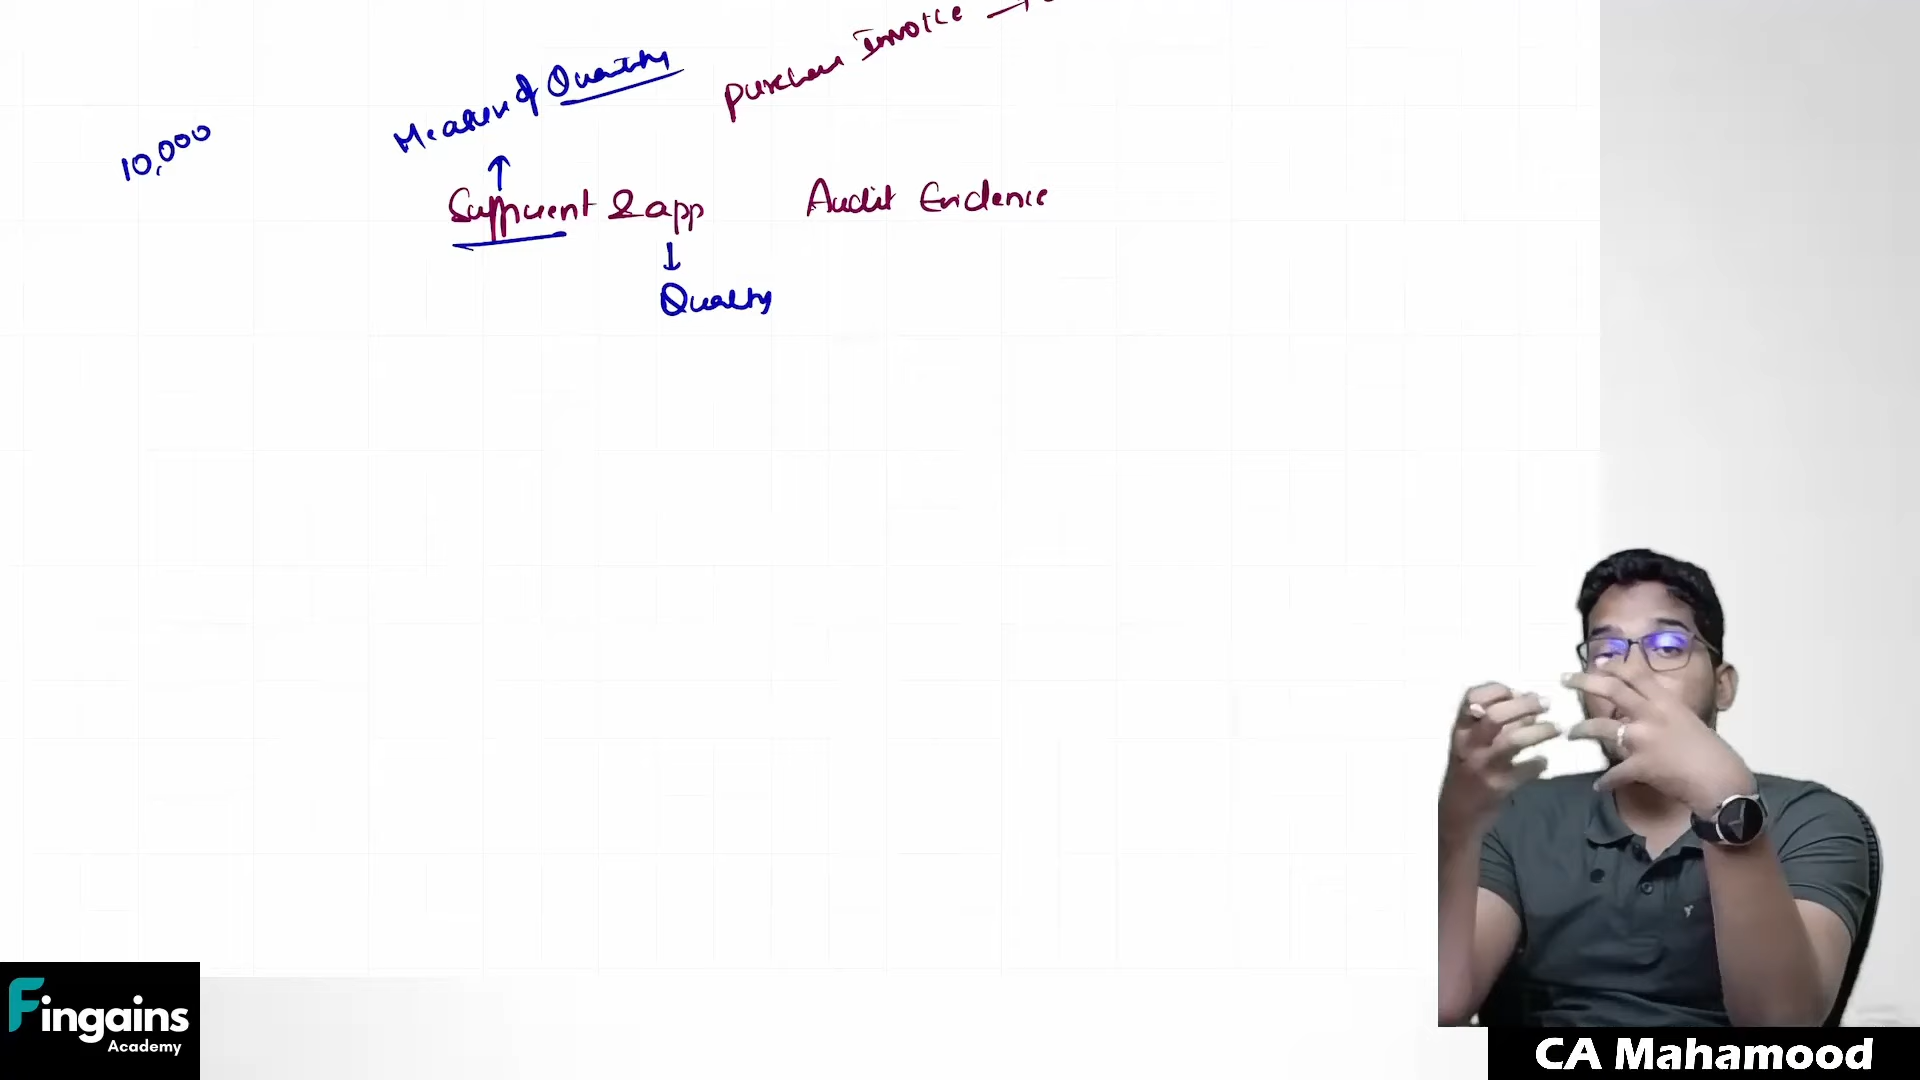 Purchase Invoice →
Measure of Quantity
10,000
Sufficient & app Audit Evidence
Quality
Fingains
Academy
CA Mahamood